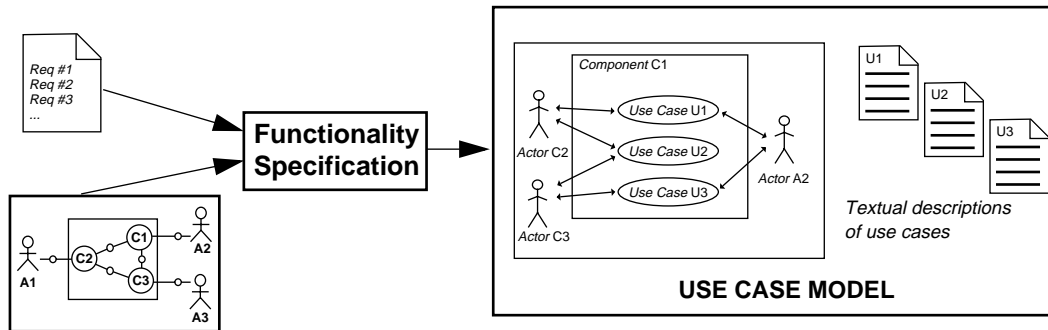 Req #1
Req #2
Req #3
...
Functionality
Specification
A1
C2
C1
C3
A2
A3
Component C1
Actor C2
Actor C3
Use Case U1
Use Case U2
Use Case U3
Actor A2
U1
U2
U3
Textual descriptions
of use cases
USE CASE MODEL